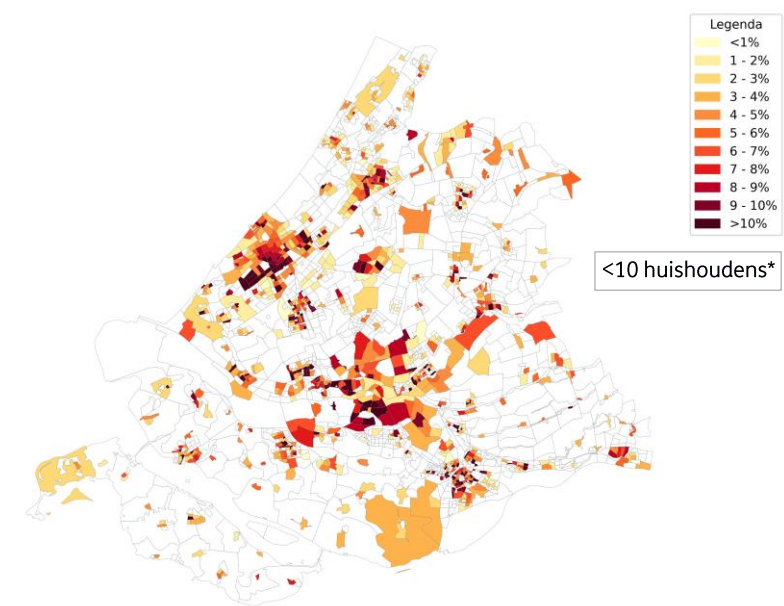 Legenda
<1%
1 - 2%
2 - 3%
3 - 4%
4 - 5%
5 - 6%
6 - 7%
7 - 8%
8 - 9%
9 - 10%
>10%
<10 huishoudens*